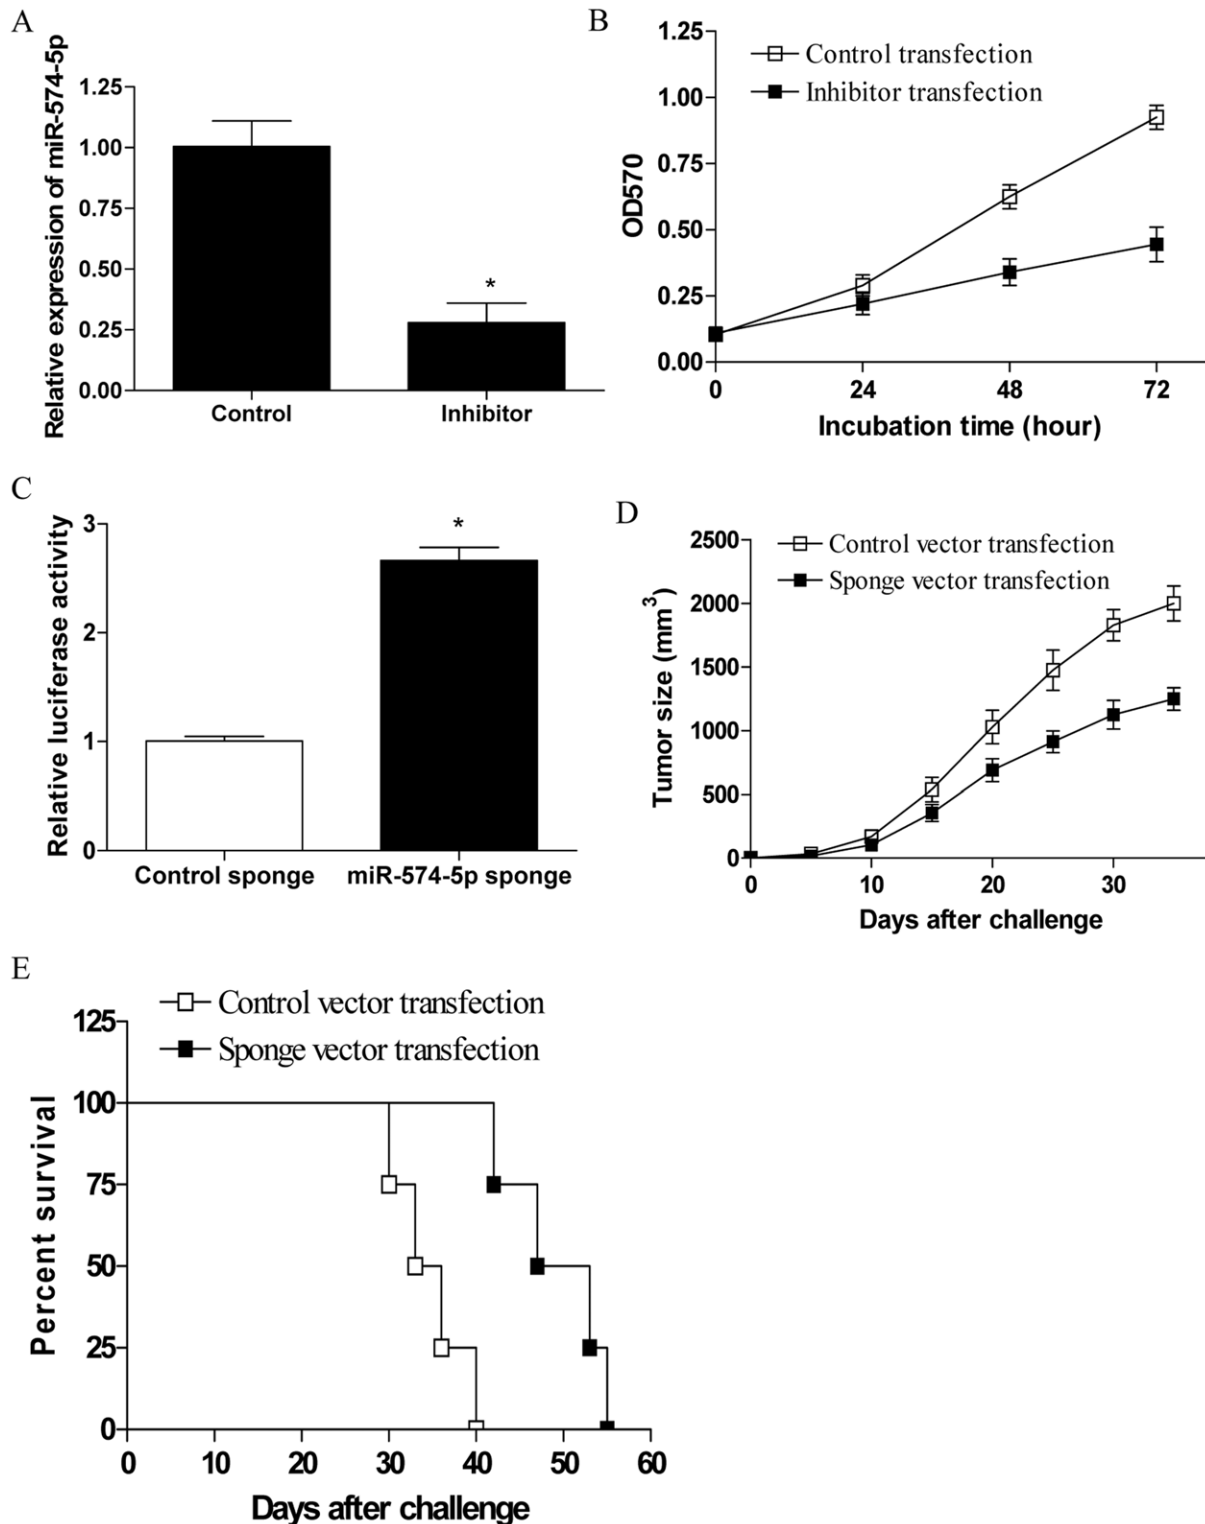 A
Relative expression of miR-574-5p
1.25
1.00
0.75
0.50
0.25
0.00
*
Control
Inhibitor
B
OD570
1.25
1.00
0.75
0.50
0.25
0.00
Control transfection
Inhibitor transfection
0
24
48
72
Incubation time (hour)
C
Relative luciferase activity
3
2
1
0
*
Control sponge
miR-574-5p sponge
D
Tumor size (mm³)
2500
2000
1500
1000
500
0
Control vector transfection
Sponge vector transfection
0
10
20
30
Days after challenge
E
Control vector transfection
Sponge vector transfection
Percent survival
125
100
75
50
25
0
0
10
20
30
40
50
60
Days after challenge